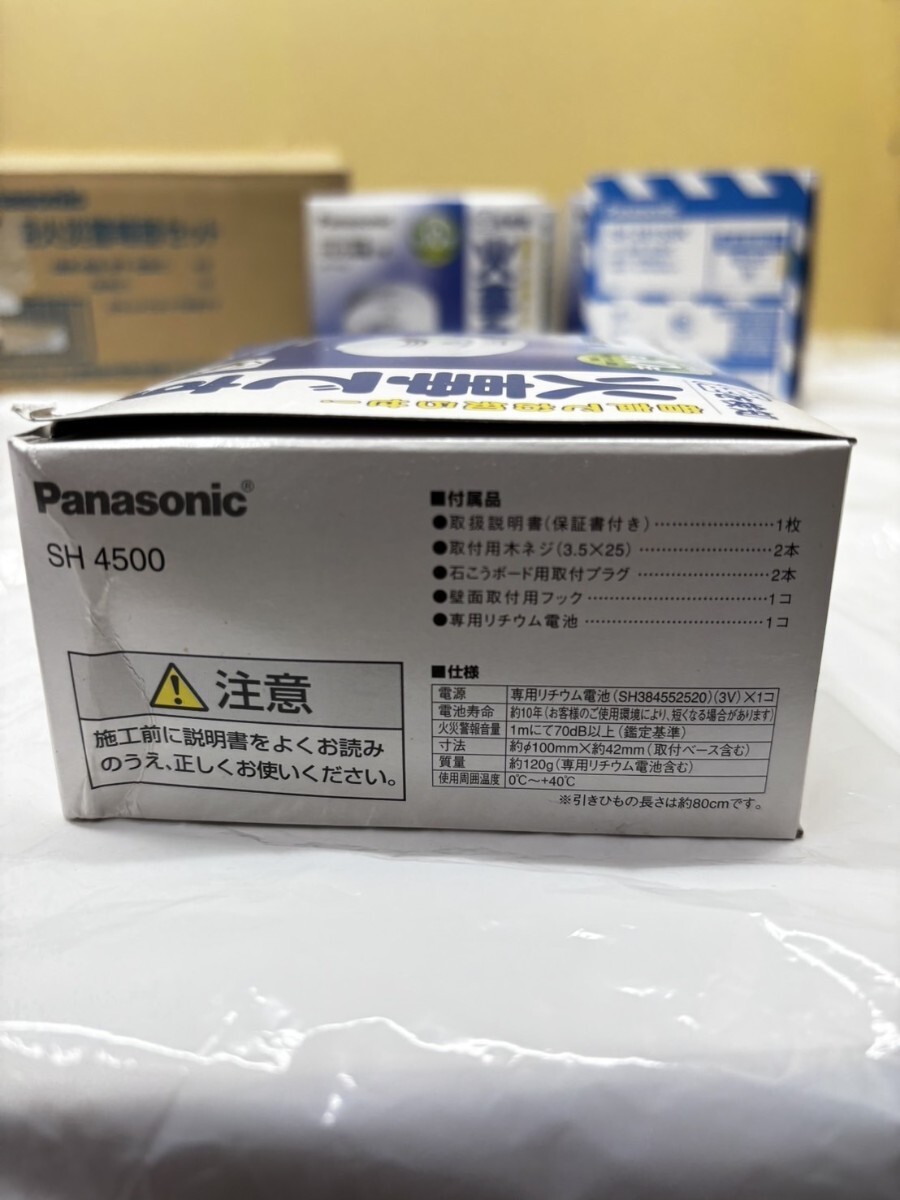 Panasonic
火災警報器セット
Panasonic
Panasonic
Panasonic®
SH 4500
注意
施工前に説明書をよくお読み
のうえ、正しくお使いください。
■付属品
●取扱説明書(保証書付き)………………1枚
●取付用木ネジ(3.5×25)………………2本
●石こうボード用取付プラグ………………2本
●壁面取付用フック………………1コ
●専用リチウム電池………………1コ
■仕様
電源 専用リチウム電池(SH384552520)(3V)×1コ
電池寿命 約10年(お客様のご使用環境により、短くなる場合があります)
火災警報音量 1mにて70dB以上(鑑定基準)
寸法 約φ100mm×約42mm(取付ベース含む)
質量 約120g(専用リチウム電池含む)
使用周囲温度 0℃～+40℃
※引きひもの長さは約80cmです。